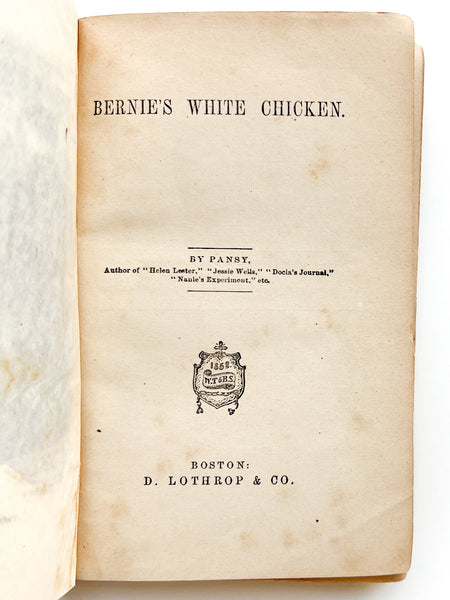 BERNIE'S WHITE CHICKEN.
BY PANSY,
Author of "Helen Lester," "Jessie Wells," "Docia's Journal,"
"Nanie's Experiment," etc.
1858
W.T.&B.S.
BOSTON:
D. LOTHROP & CO.